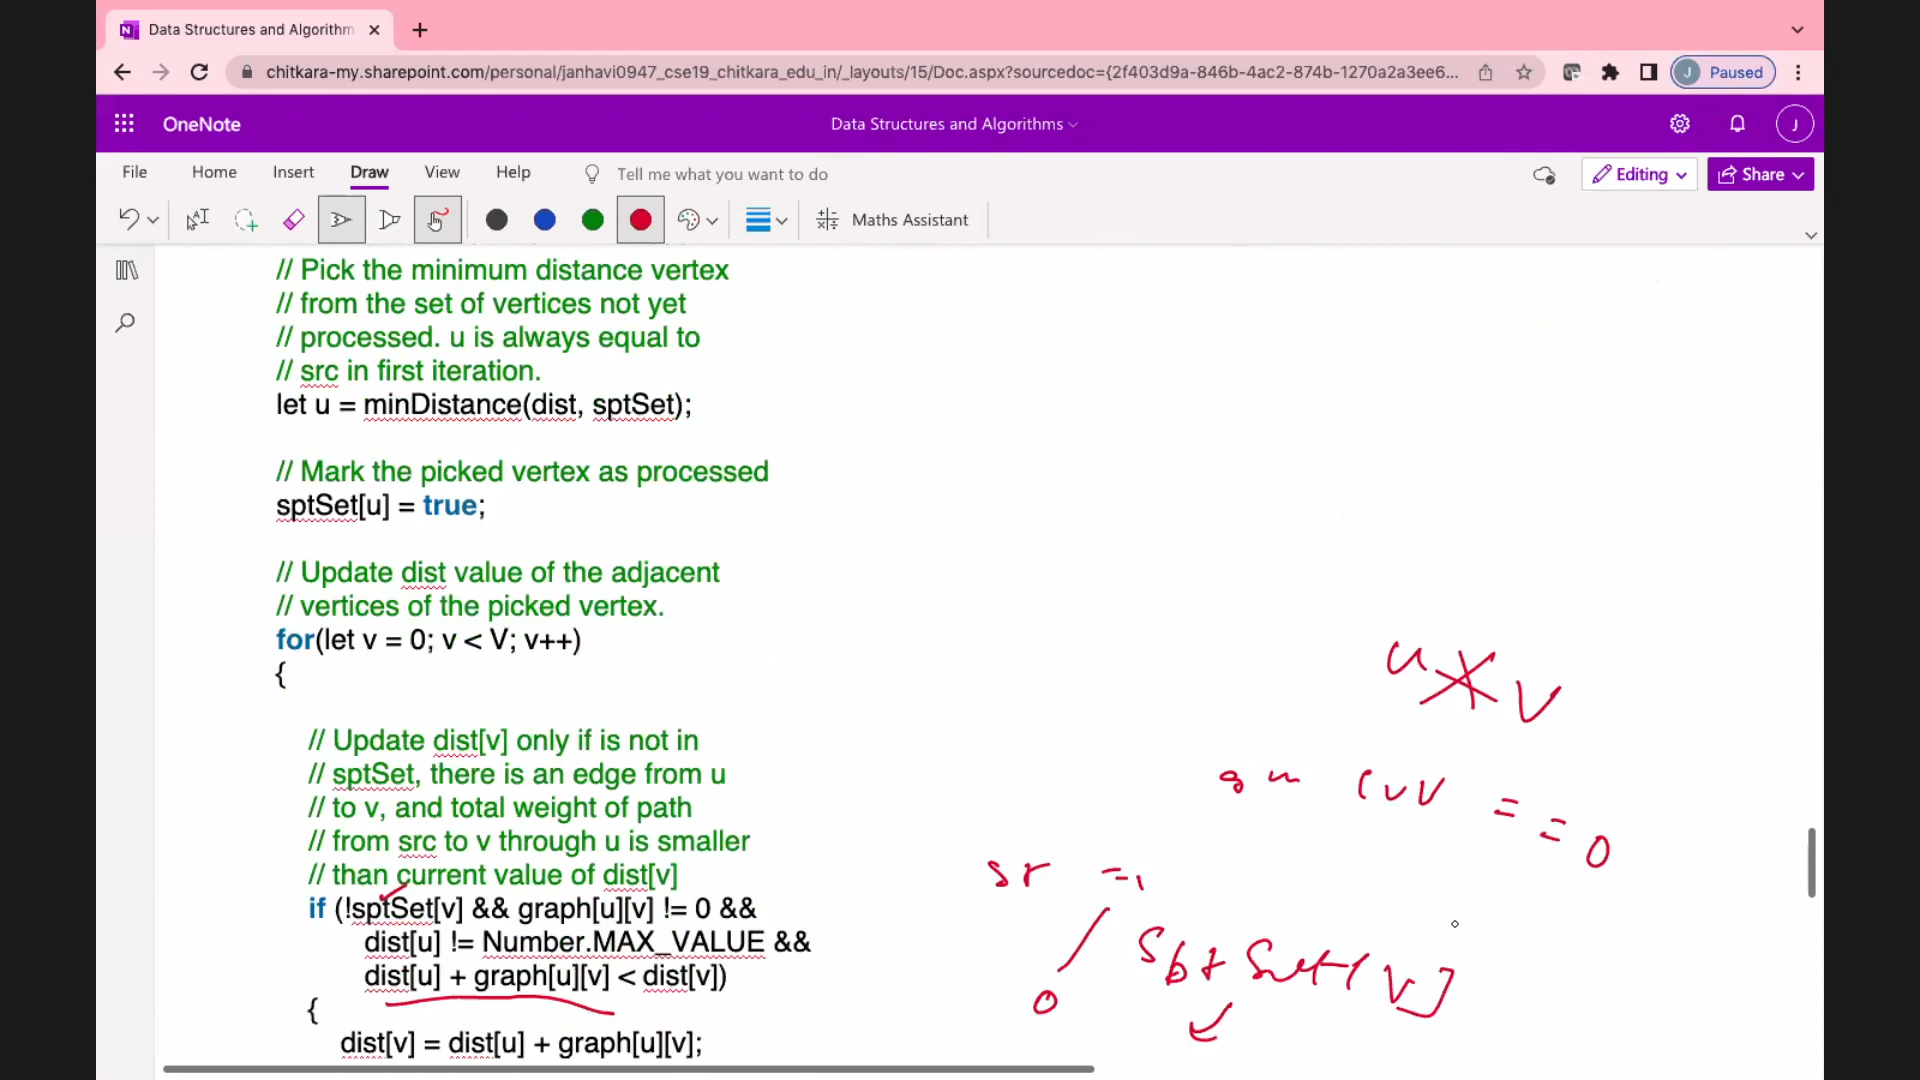 Data Structures and Algorithm
chitkara-my.sharepoint.com/personal/janhavi0947_cse19_chitkara_edu_in/_layouts/15/Doc.aspx?sourcedoc={2f403d9a-846b-4ac2-874b-1270a2a3ee6...
J Paused
OneNote
Data Structures and Algorithms
J
File Home Insert Draw View Help Tell me what you want to do
Editing Share
Maths Assistant
// Pick the minimum distance vertex
// from the set of vertices not yet
// processed. u is always equal to
// src in first iteration.
let u = minDistance(dist, sptSet);
// Mark the picked vertex as processed
sptSet[u] = true;
// Update dist value of the adjacent
// vertices of the picked vertex.
for(let v = 0; v < V; v++)
{
u V
// Update dist[v] only if is not in
// sptSet, there is an edge from u
// to v, and total weight of path
// from src to v through u is smaller
// than current value of dist[v]
== 0
if (!sptSet[v] && graph[u][v] != 0 &&
dist[u] != Number.MAX_VALUE &&
dist[u] + graph[u][v] < dist[v])
0
{
dist[v] = dist[u] + graph[u][v];